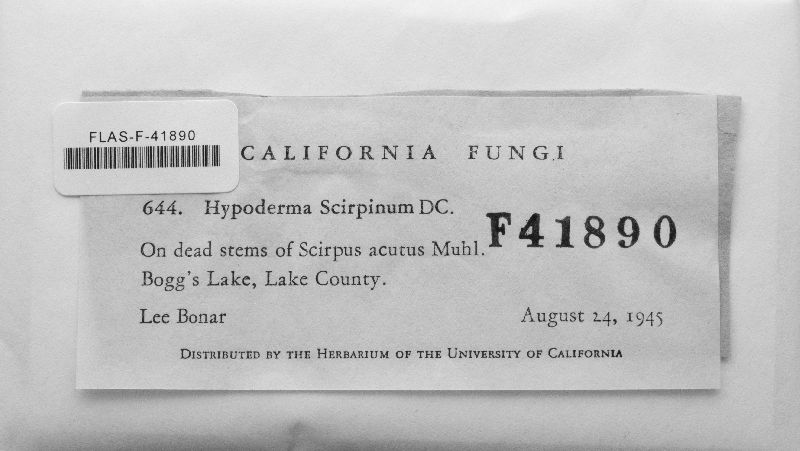 FLAS-F-41890
CALIFORNIA FUNGI
644. Hypoderma Scirpinum DC.
F41890
On dead stems of Scirpus acutus Muhl.
Bogg's Lake, Lake County.
Lee Bonar August 24, 1945
Distributed by the Herbarium of the University of California